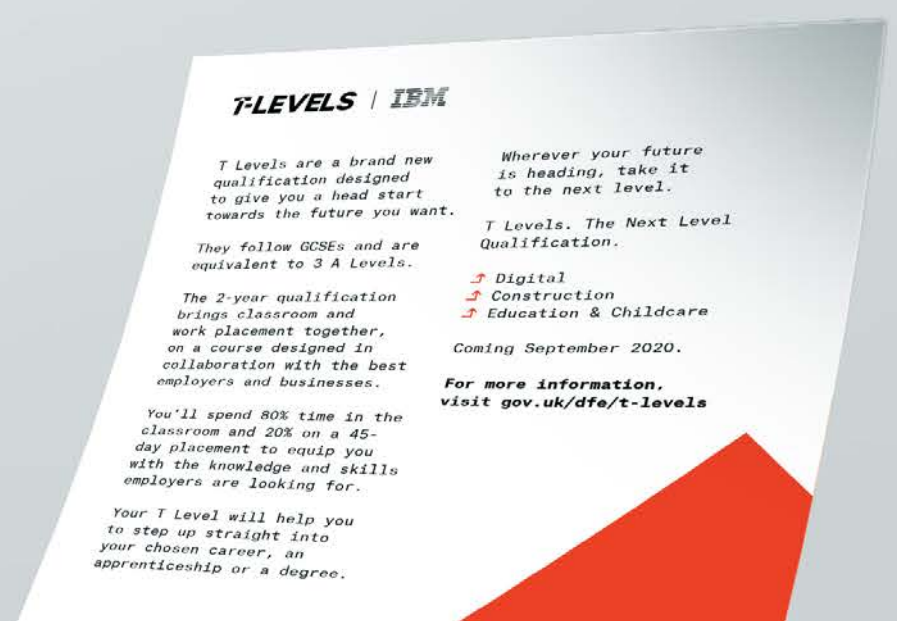 T-LEVELS | IBM
T Levels are a brand new
qualification designed
to give you a head start
towards the future you want.
They follow GCSEs and are
equivalent to 3 A Levels.
The 2-year qualification
brings classroom and
work placement together,
on a course designed in
collaboration with the best
employers and businesses.
You'll spend 80% time in the
classroom and 20% on a 45-
day placement to equip you
with the knowledge and skills
employers are looking for.
Your T Level will help you
to step up straight into
your chosen career, an
apprenticeship or a degree.
Wherever your future
is heading, take it
to the next level.
T Levels. The Next Level
Qualification.
Digital
Construction
Education & Childcare
Coming September 2020.
For more information,
visit gov.uk/dfe/t-levels